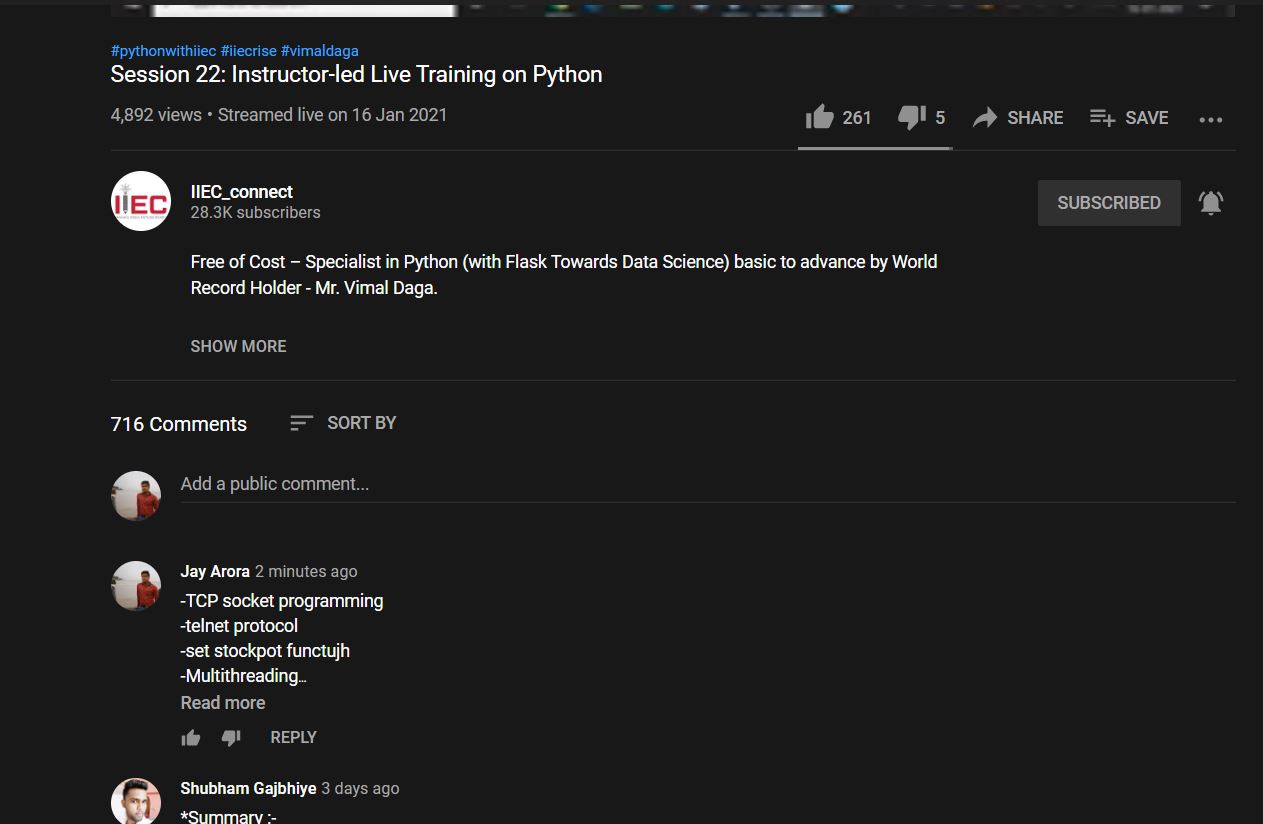 #pythonwithiiec #iiecrise #vimaldaga
Session 22: Instructor-led Live Training on Python
4,892 views • Streamed live on 16 Jan 2021
261 5 SHARE SAVE
IIEC
IIEC_connect
28.3K subscribers
SUBSCRIBED
Free of Cost – Specialist in Python (with Flask Towards Data Science) basic to advance by World
Record Holder - Mr. Vimal Daga.
SHOW MORE
716 Comments SORT BY
Add a public comment...
Jay Arora 2 minutes ago
-TCP socket programming
-telnet protocol
-set stockpot functujh
-Multithreading…
Read more
REPLY
Shubham Gajbhiye 3 days ago
*Summary :-